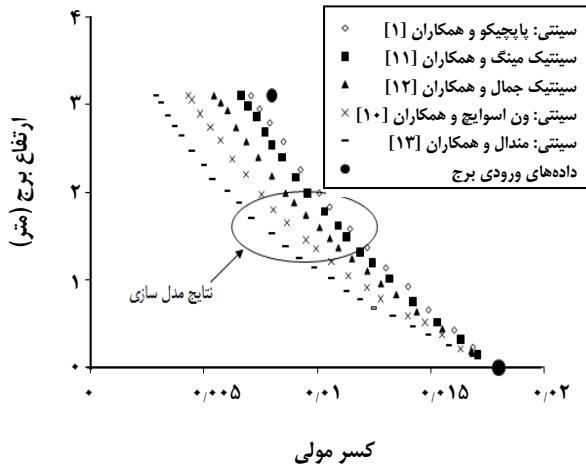 سینتی: پاپچیکو و همکاران [۱]
سینتیک مینگ و همکاران [۱۱]
سینتیک جمال و همکاران [۱۲]
سینتی: ون اسوایچ و همکاران [۱۰]
سینتی: مندال و همکاران [۱۳]
داده‌های ورودی برج
ارتفاع برج (متر)
۴
۳
۲
۱
۰
نتایج مدل سازی
۰ ۰٫۰۰۵ ۰٫۰۱ ۰٫۰۱۵ ۰٫۰۲
کسر مولی